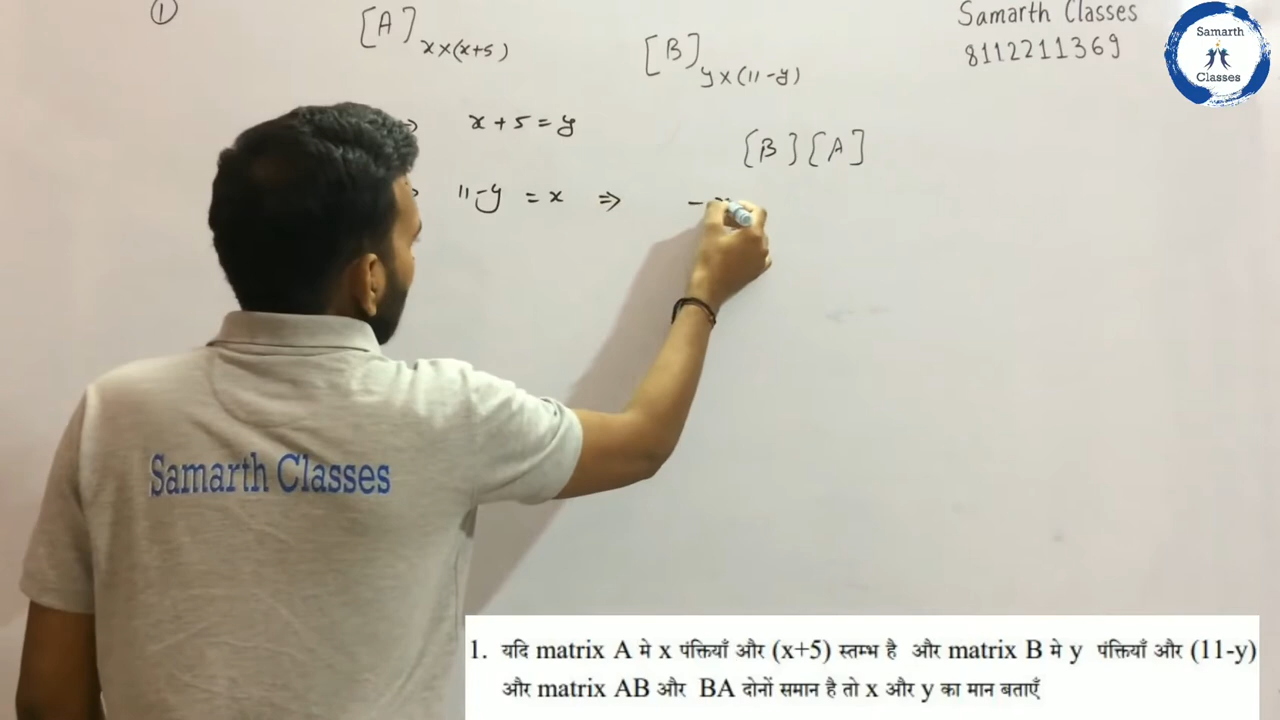 ①
[A] x×(x+5)
[B] y×(11-y)
Samarth Classes
8112211369
Samarth
Classes
⇒ x+5=y
[B][A]
11-y = x ⇒ -
Samarth Classes
1. यदि matrix A मे x पंक्तियाँ और (x+5) स्तम्भ है और matrix B मे y पंक्तियाँ और (11-y)
और matrix AB और BA दोनों समान है तो x और y का मान बताएँ